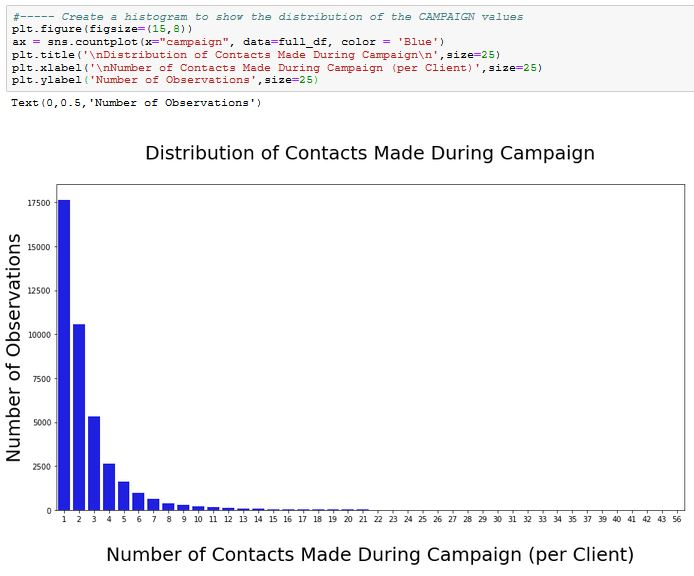 #----- Create a histogram to show the distribution of the CAMPAIGN values
plt.figure(figsize=(15,8))
ax = sns.countplot(x="campaign", data=full_df, color = 'Blue')
plt.title('\nDistribution of Contacts Made During Campaign\n',size=25)
plt.xlabel('\nNumber of Contacts Made During Campaign (per Client)',size=25)
plt.ylabel('Number of Observations',size=25)
Text(0,0.5,'Number of Observations')
Distribution of Contacts Made During Campaign
Number of Observations
17500
15000
12500
10000
7500
5000
2500
0
1 2 3 4 5 6 7 8 9 10 11 12 13 14 15 16 17 18 19 20 21 22 23 24 25 26 27 28 29 30 31 32 33 34 35 37 39 40 41 42 43 56
Number of Contacts Made During Campaign (per Client)